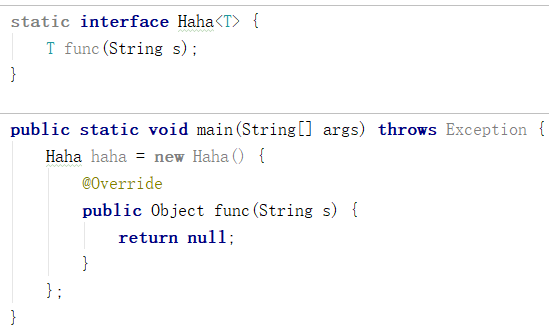 static interface Haha<T> {
    T func(String s);
}
public static void main(String[] args) throws Exception {
    Haha haha = new Haha() {
        @Override
        public Object func(String s) {
            return null;
        }
    };
}